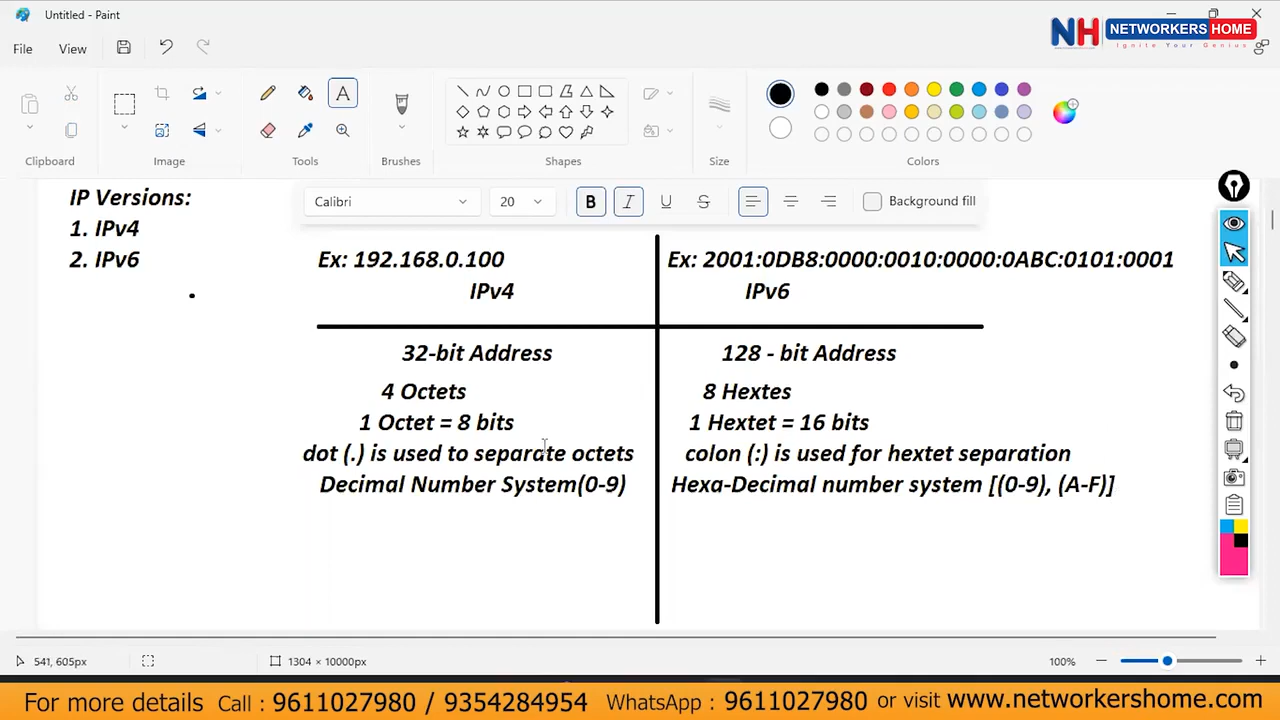 Untitled - Paint
NH NETWORKERS HOME
Ignite Your Genius
File View
Clipboard Image Tools Brushes Shapes Size Colors
Calibri 20 B I U S Background fill
IP Versions:
1. IPv4
2. IPv6
Ex: 192.168.0.100
IPv4
32-bit Address
4 Octets
1 Octet = 8 bits
dot (.) is used to separate octets
Decimal Number System(0-9)
Ex: 2001:0DB8:0000:0010:0000:0ABC:0101:0001
IPv6
128 - bit Address
8 Hextes
1 Hextet = 16 bits
colon (:) is used for hextet separation
Hexa-Decimal number system [(0-9), (A-F)]
541, 605px 1304 × 10000px 100%
For more details Call : 9611027980 / 9354284954 WhatsApp : 9611027980 or visit www.networkershome.com